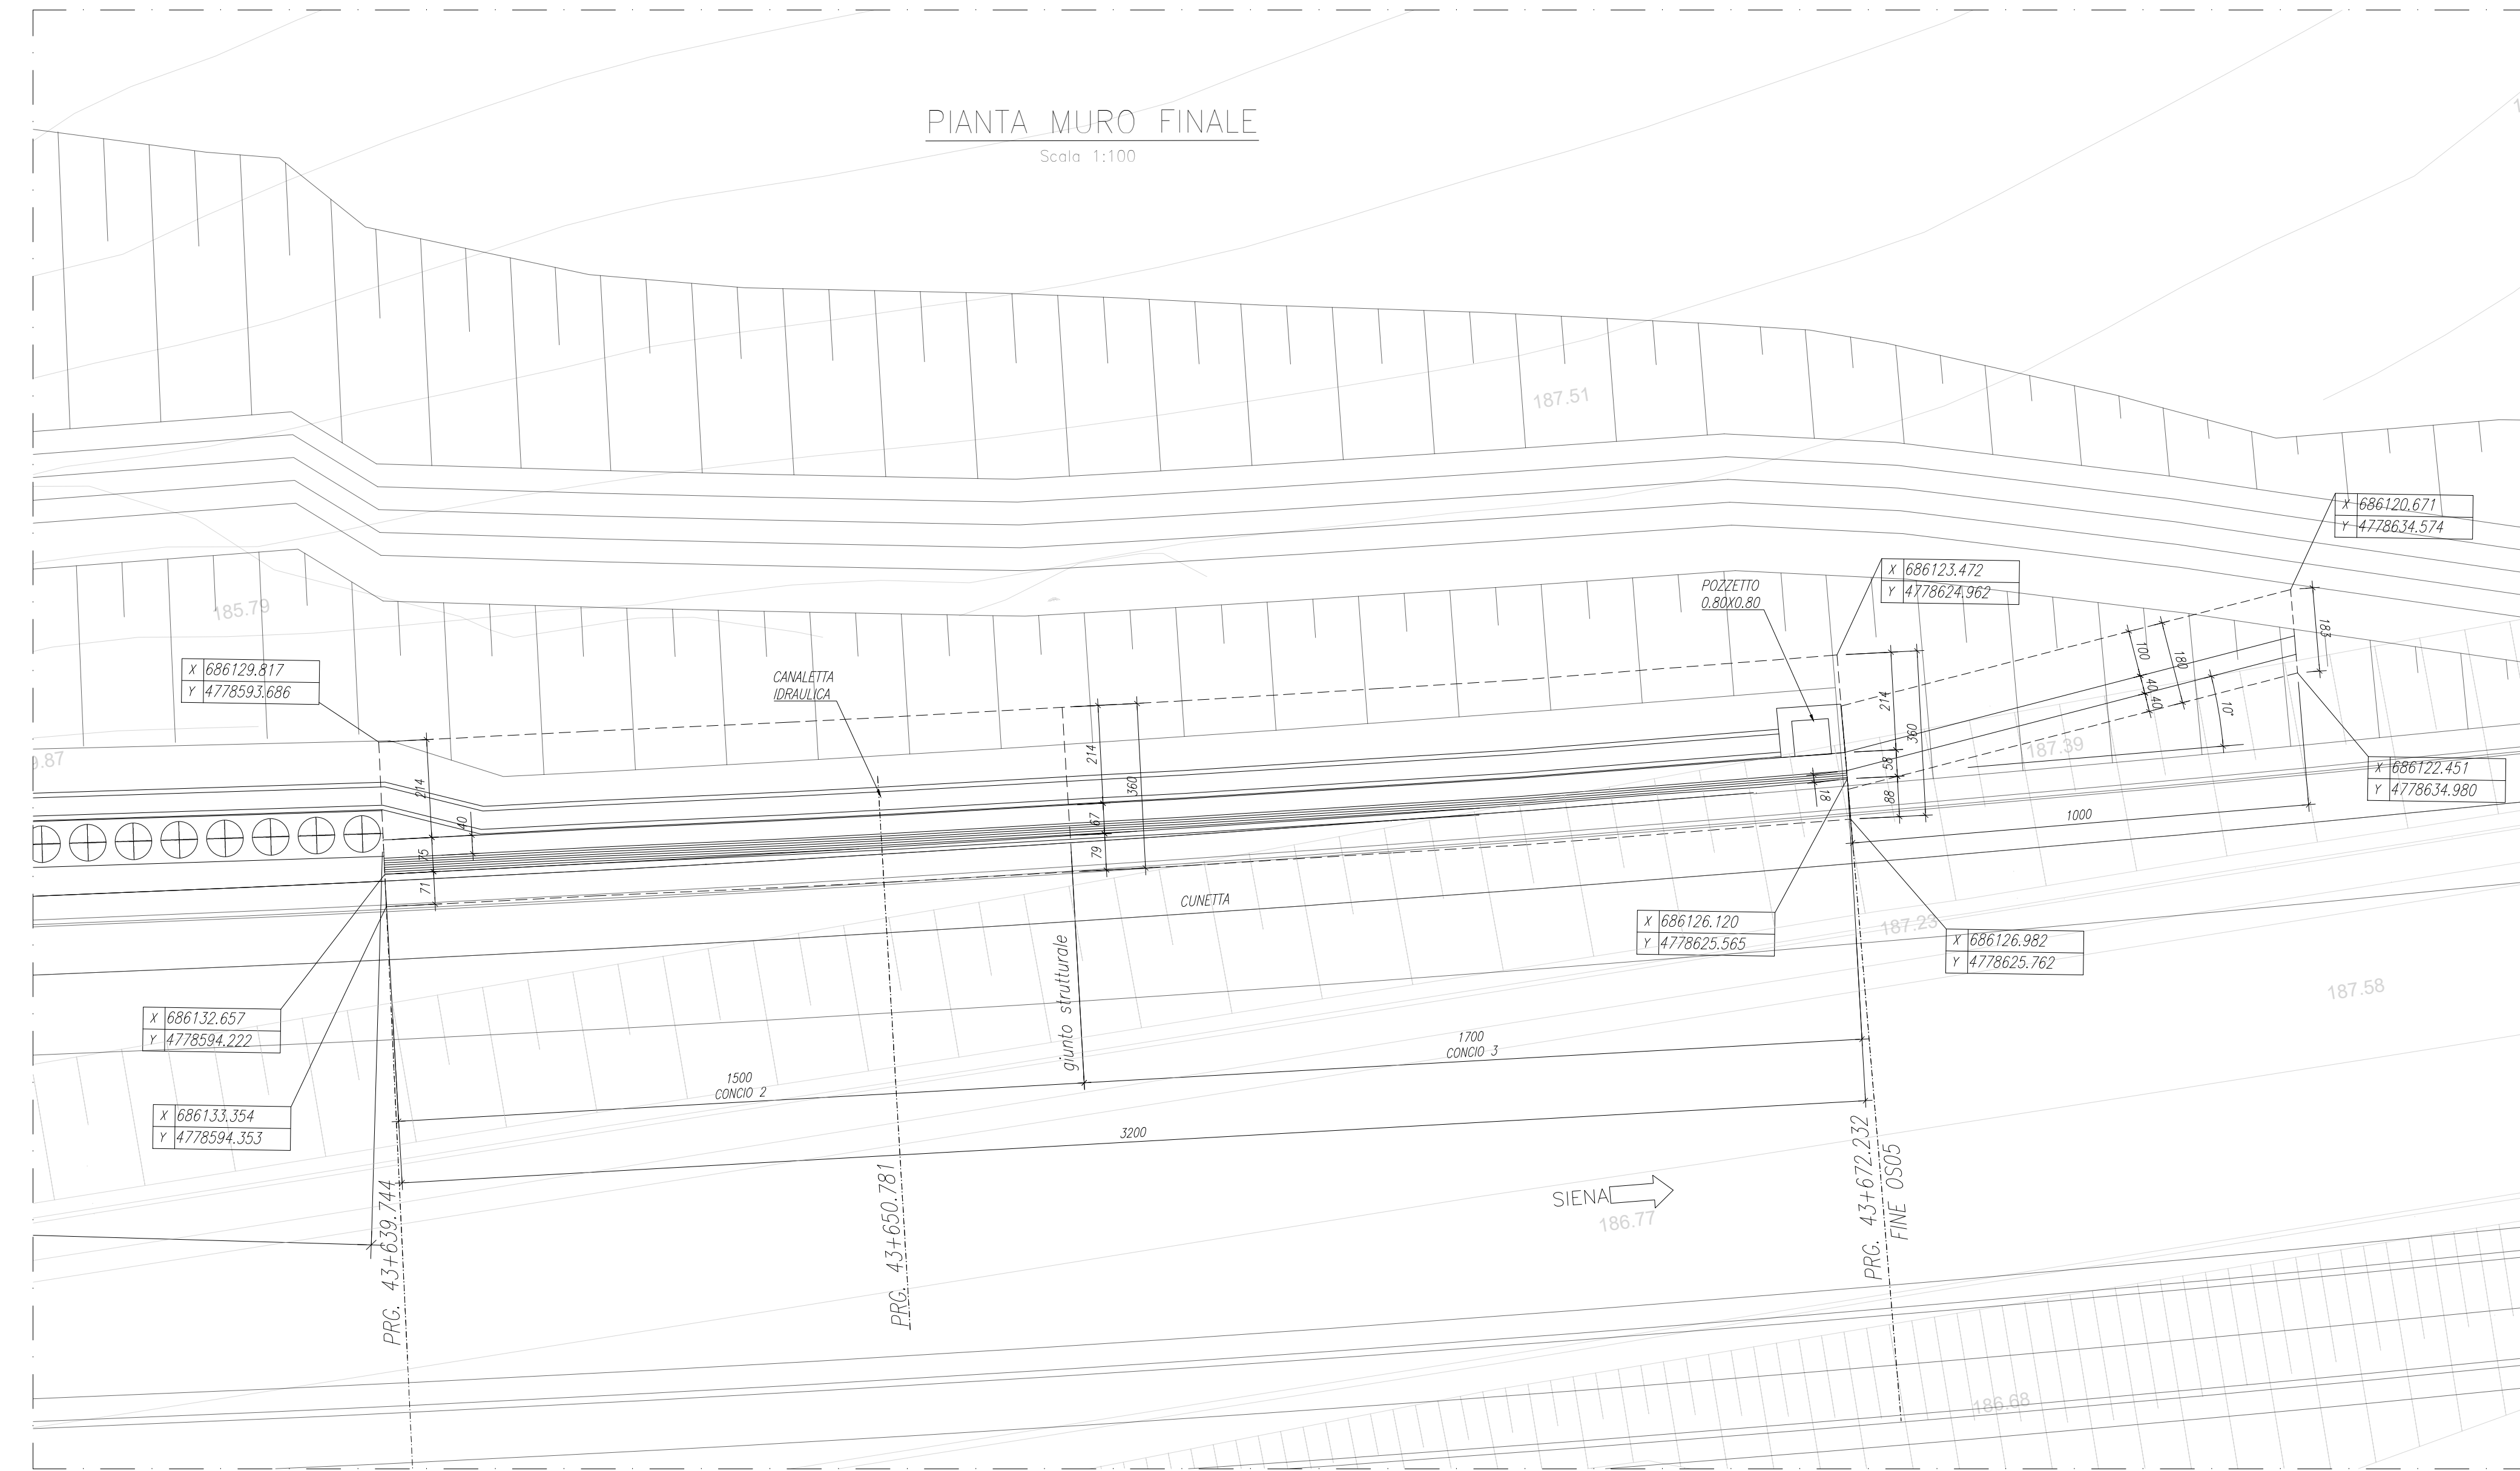 PIANTA MURO FINALE
Scala 1:100
187.51
X 686120.671
Y 4778634.574
X 686123.472
Y 4778624.962
POZZETTO
0.80X0.80
185.79
X 686129.817
Y 4778593.686
CANALETTA
IDRAULICA
183
100
180
40
40
10°
214
360
58
88
18
187.39
9.87
214
40
75
71
214
360
67
79
X 686122.451
Y 4778634.980
1000
CUNETTA
X 686126.120
Y 4778625.565
187.23
X 686126.982
Y 4778625.762
187.58
giunto strutturale
X 686132.657
Y 4778594.222
1700
CONCIO 3
1500
CONCIO 2
X 686133.354
Y 4778594.353
3200
PRG. 43+639.744
PRG. 43+650.781
PRG. 43+672.232
FINE OS05
SIENA
186.77
186.68